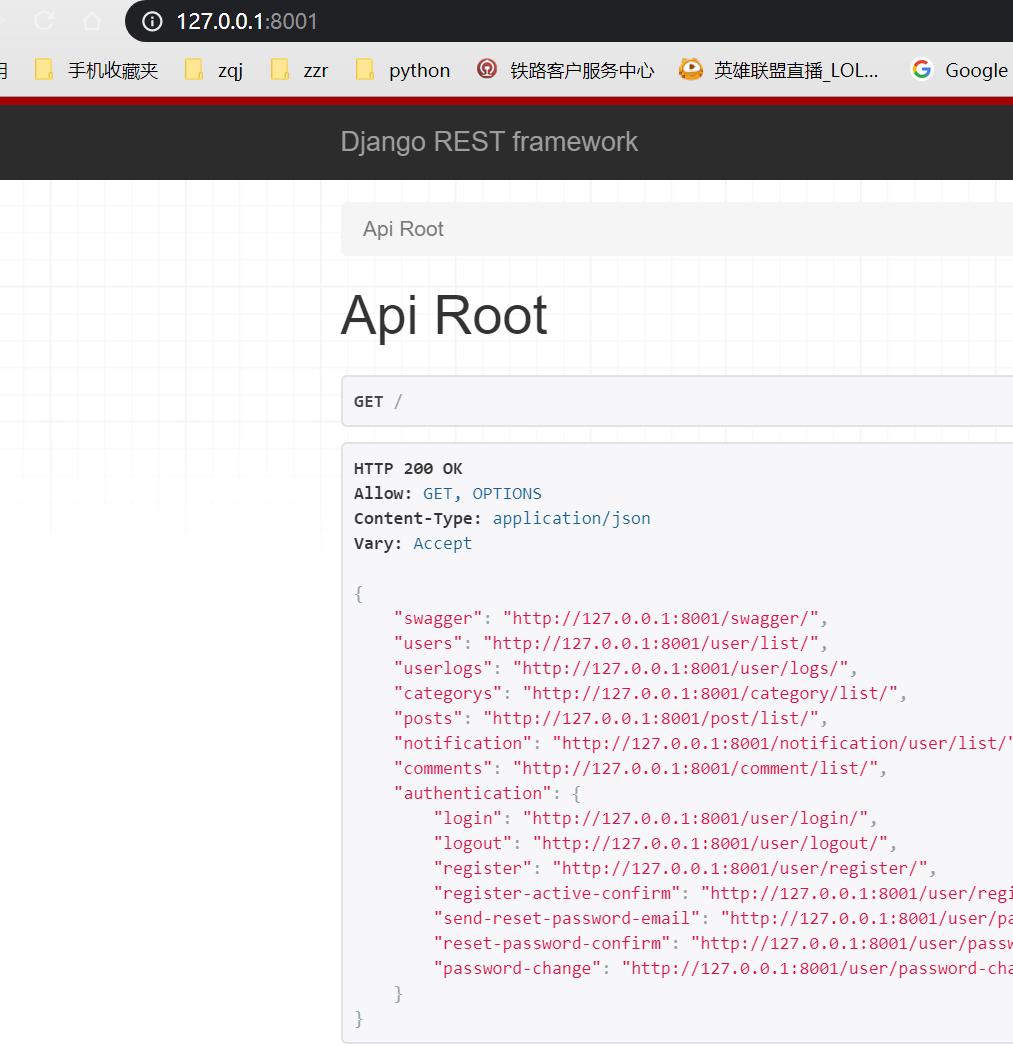 127.0.0.1:8001
手机收藏夹 zqj zzr python 铁路客户服务中心 英雄联盟直播_LOL... Google
Django REST framework
Api Root
Api Root
GET /
HTTP 200 OK
Allow: GET, OPTIONS
Content-Type: application/json
Vary: Accept
{
"swagger": "http://127.0.0.1:8001/swagger/",
"users": "http://127.0.0.1:8001/user/list/",
"userlogs": "http://127.0.0.1:8001/user/logs/",
"categorys": "http://127.0.0.1:8001/category/list/",
"posts": "http://127.0.0.1:8001/post/list/",
"notification": "http://127.0.0.1:8001/notification/user/list/"
"comments": "http://127.0.0.1:8001/comment/list/",
"authentication": {
"login": "http://127.0.0.1:8001/user/login/",
"logout": "http://127.0.0.1:8001/user/logout/",
"register": "http://127.0.0.1:8001/user/register/",
"register-active-confirm": "http://127.0.0.1:8001/user/regi
"send-reset-password-email": "http://127.0.0.1:8001/user/pa
"reset-password-confirm": "http://127.0.0.1:8001/user/passw
"password-change": "http://127.0.0.1:8001/user/password-cha
}
}